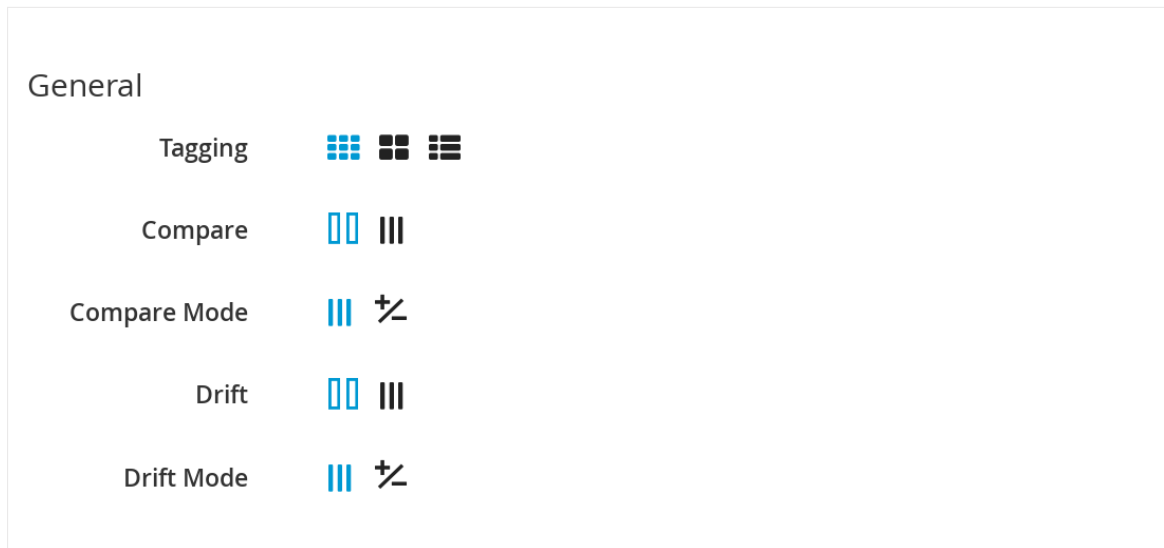 General
Tagging
Compare
Compare Mode
Drift
Drift Mode